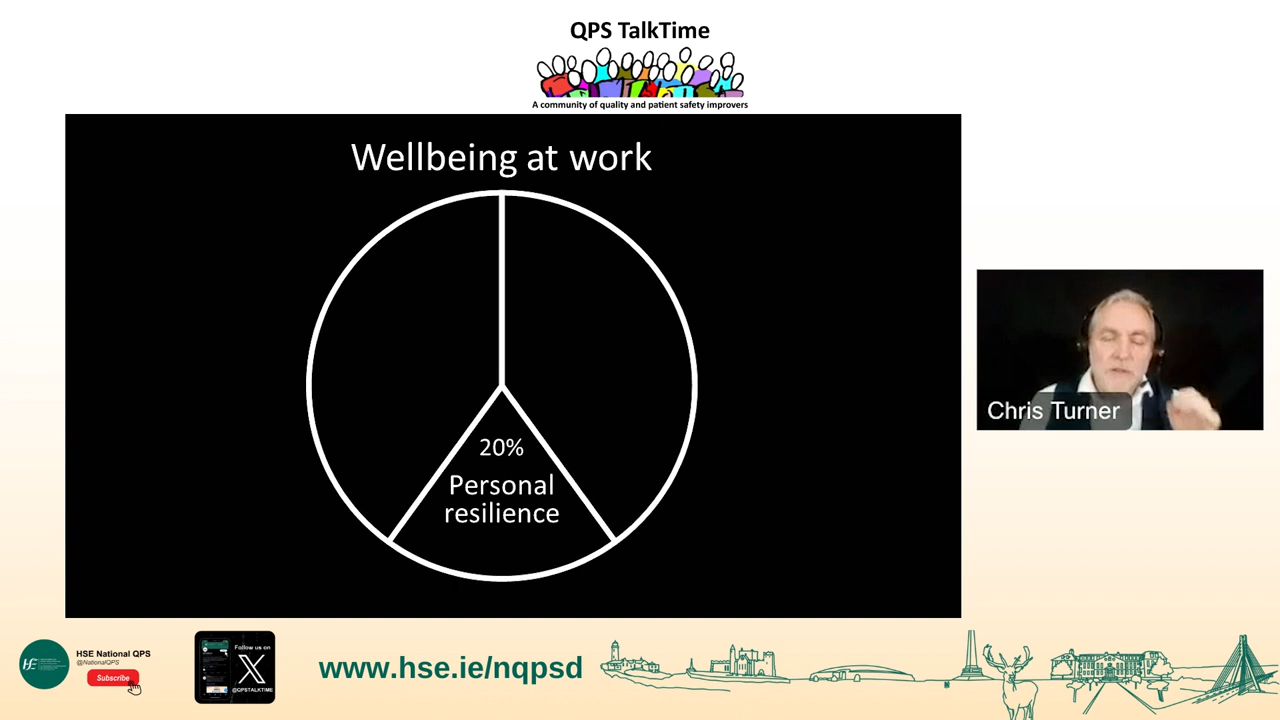 QPS TalkTime
A community of quality and patient safety improvers
Wellbeing at work
20%
Personal
resilience
Chris Turner
HSE National QPS
@NationalQPS
Subscribe
Follow us on
X
@QPSTALKTIME
www.hse.ie/nqpsd